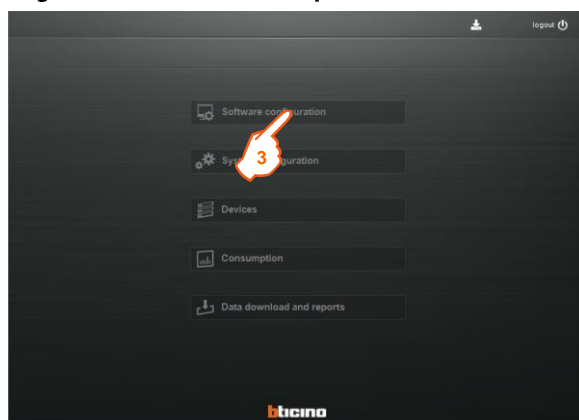 logout
Software configuration
3
Devices
Consumption
Data download and reports
bticino